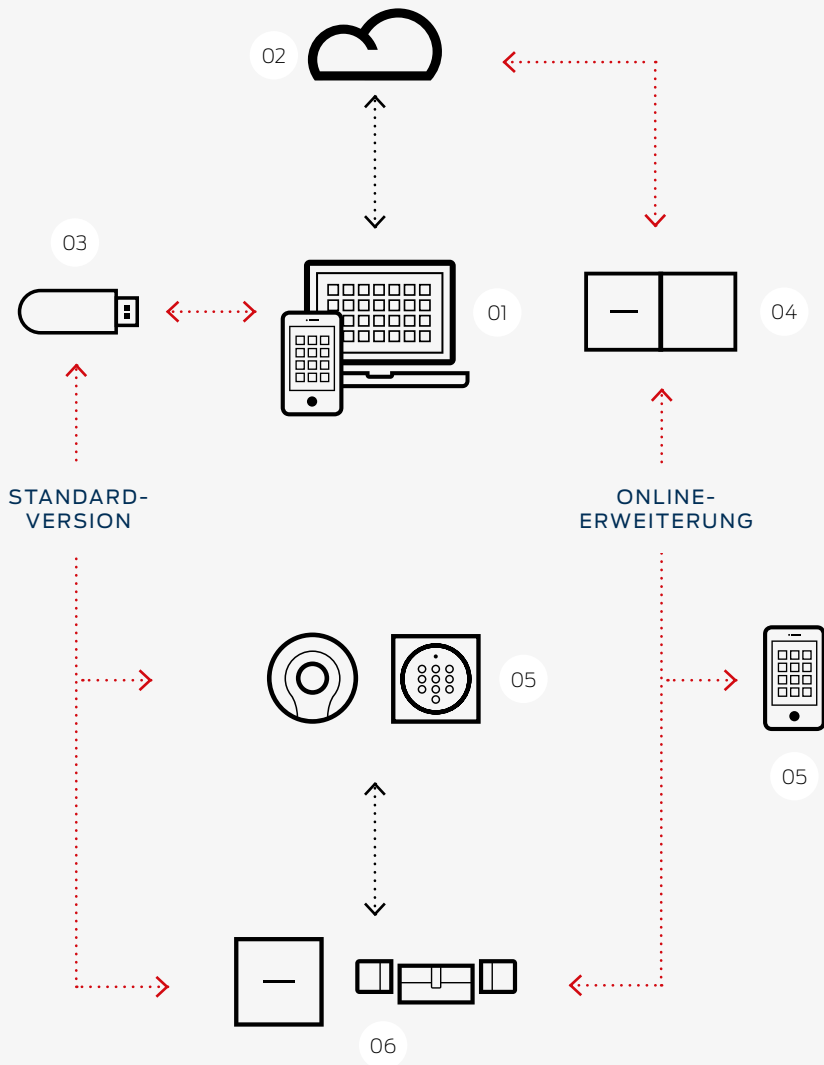 02
03
01
04
STANDARD-
VERSION
ONLINE-
ERWEITERUNG
05
05
06